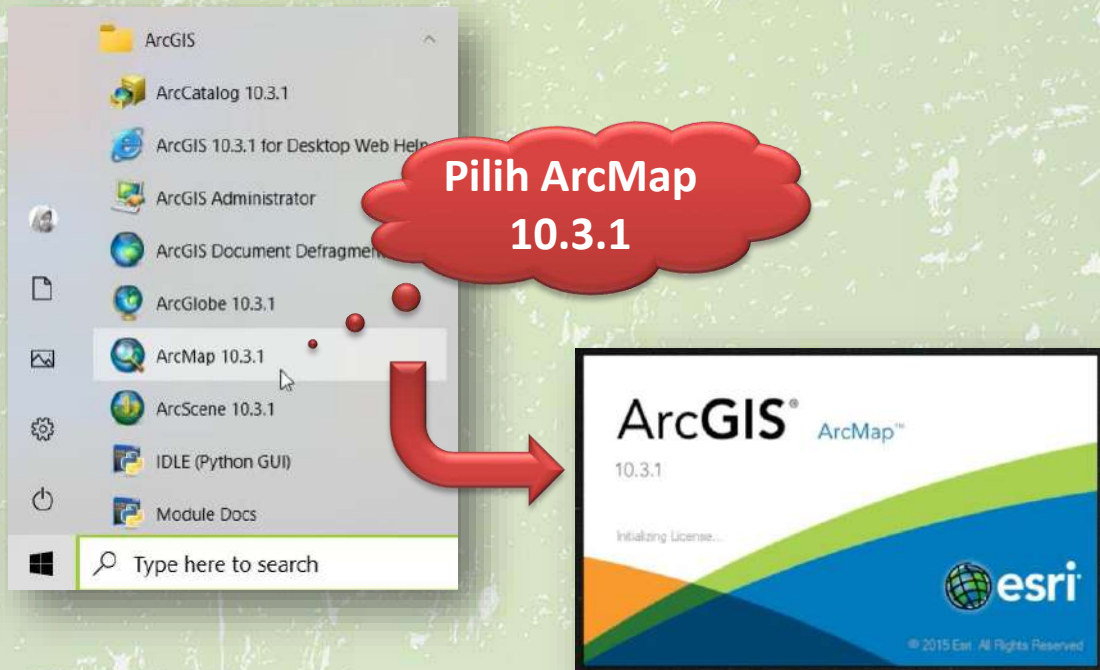 ArcGIS
ArcCatalog 10.3.1
ArcGIS 10.3.1 for Desktop Web Help
ArcGIS Administrator
ArcGIS Document Defragmen
ArcGlobe 10.3.1
ArcMap 10.3.1
ArcScene 10.3.1
IDLE (Python GUI)
Module Docs
Type here to search
Pilih ArcMap
10.3.1
ArcGIS® ArcMap™
10.3.1
Initializing License...
esri
© 2015 Esri. All Rights Reserved